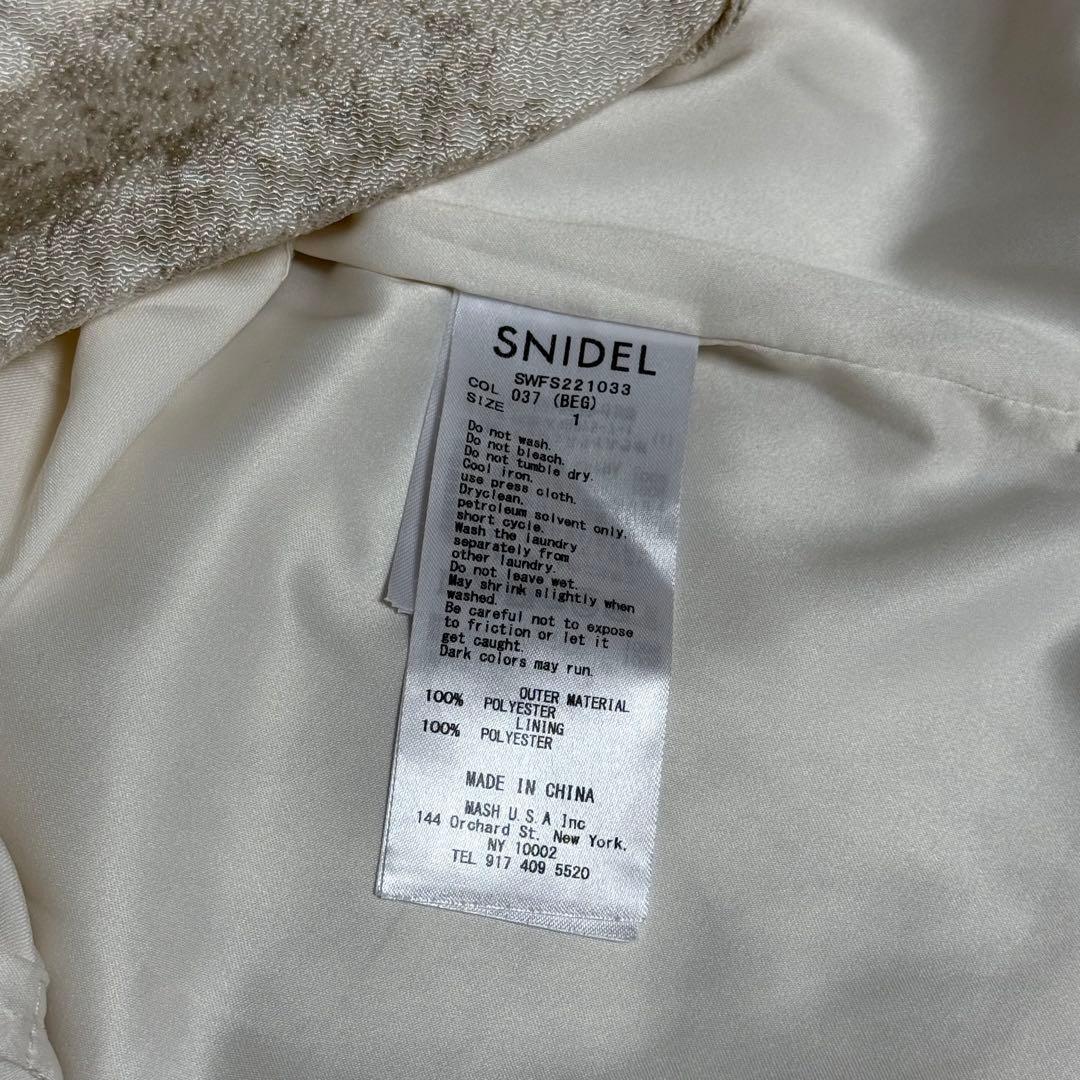 SNIDEL
SWFS221033
COL 037 (BEG)
SIZE 1
Do not wash.
Do not bleach.
Do not tumble dry.
Cool iron.
use press cloth.
Dryclean.
petroleum solvent only.
short cycle.
Wash the laundry
separately from
other laundry.
Do not leave wet.
May shrink slightly when
washed.
Be careful not to expose
to friction or let it
get caught.
Dark colors may run.
OUTER MATERIAL
100% POLYESTER
LINING
100% POLYESTER
MADE IN CHINA
MASH U.S.A Inc
144 Orchard St. New York.
NY 10002
TEL 917 409 5520